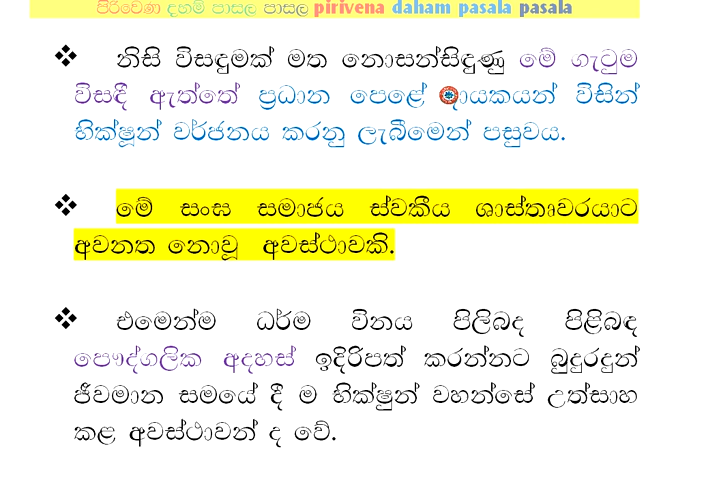 පිරිවෙණ දහම් පාසල පාසල pirivena daham pasala pasala
නිසි විසඳුමක් මත නොසන්සිඳුණු මේ ගැටුම
විසඳී ඇත්තේ ප්‍රධාන පෙළේ දායකයන් විසින්
භික්ෂූන් වර්ජනය කරනු ලැබීමෙන් පසුවය.
මේ සංඝ සමාජය ස්වකීය ශාස්තෘවරයාට
අවනත නොවූ අවස්ථාවකි.
එමෙන්ම ධර්ම විනය පිලිබද පිළිබඳ
පෞද්ගලික අදහස් ඉදිරිපත් කරන්නට බුදුරදුන්
ජීවමාන සමයේ දී ම භික්ෂුන් වහන්සේ උත්සාහ
කළ අවස්ථාවන් ද වේ.